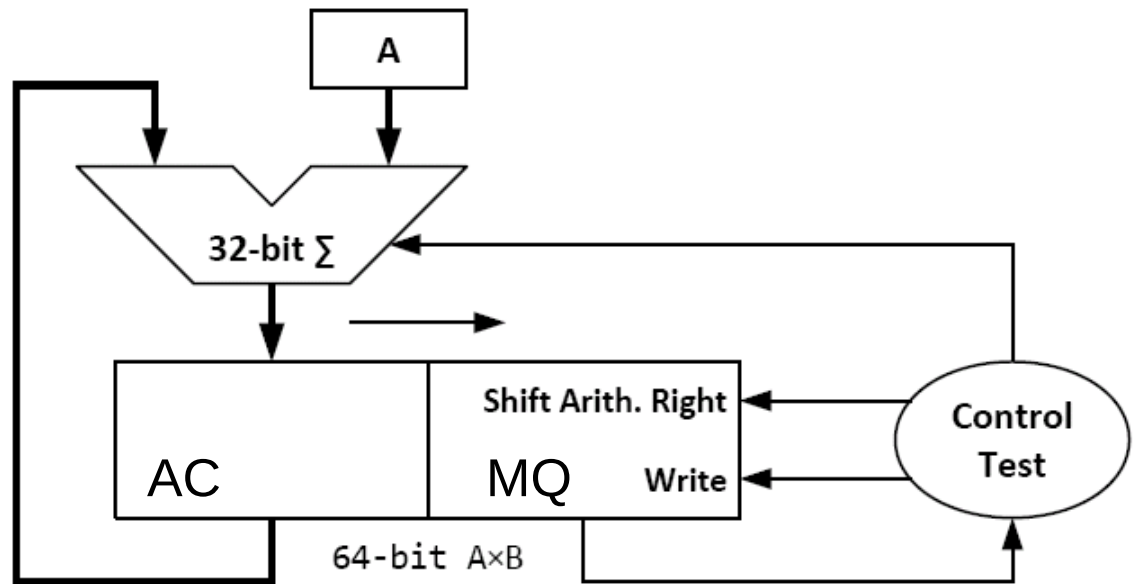 A
32-bit ∑
Shift Arith. Right
Control
Test
AC
MQ
Write
64-bit A×B